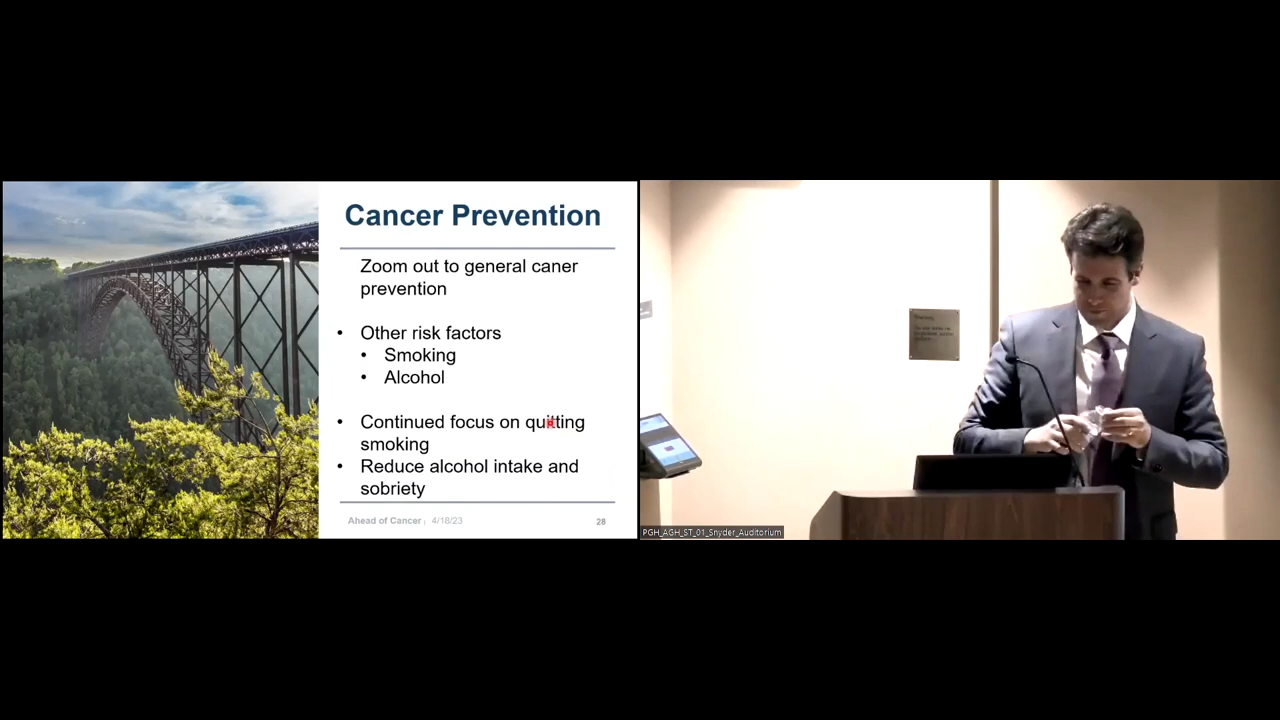 Cancer Prevention
Zoom out to general caner
prevention
• Other risk factors
• Smoking
• Alcohol
• Continued focus on quitting
smoking
• Reduce alcohol intake and
sobriety
Ahead of Cancer | 4/18/23
28
PGH_AGH_ST_01_Snyder_Auditorium